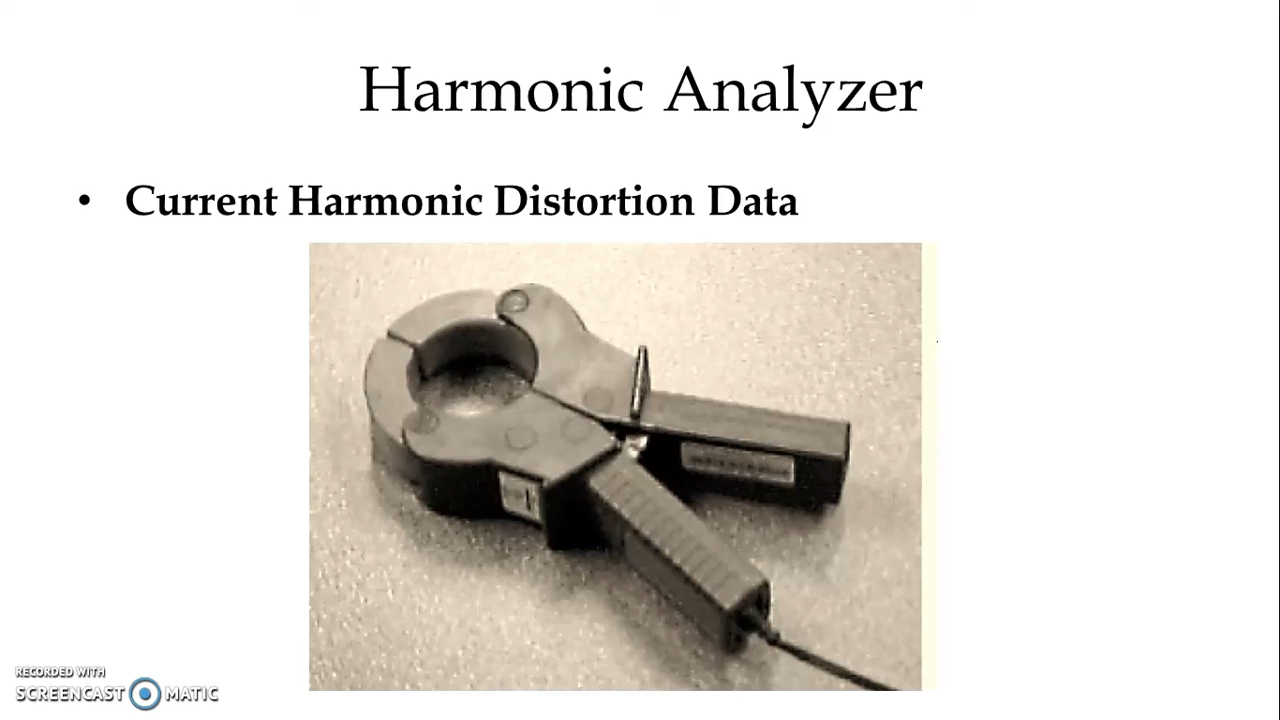 Harmonic Analyzer
• Current Harmonic Distortion Data
RECORDED WITH
SCREENCAST MATIC